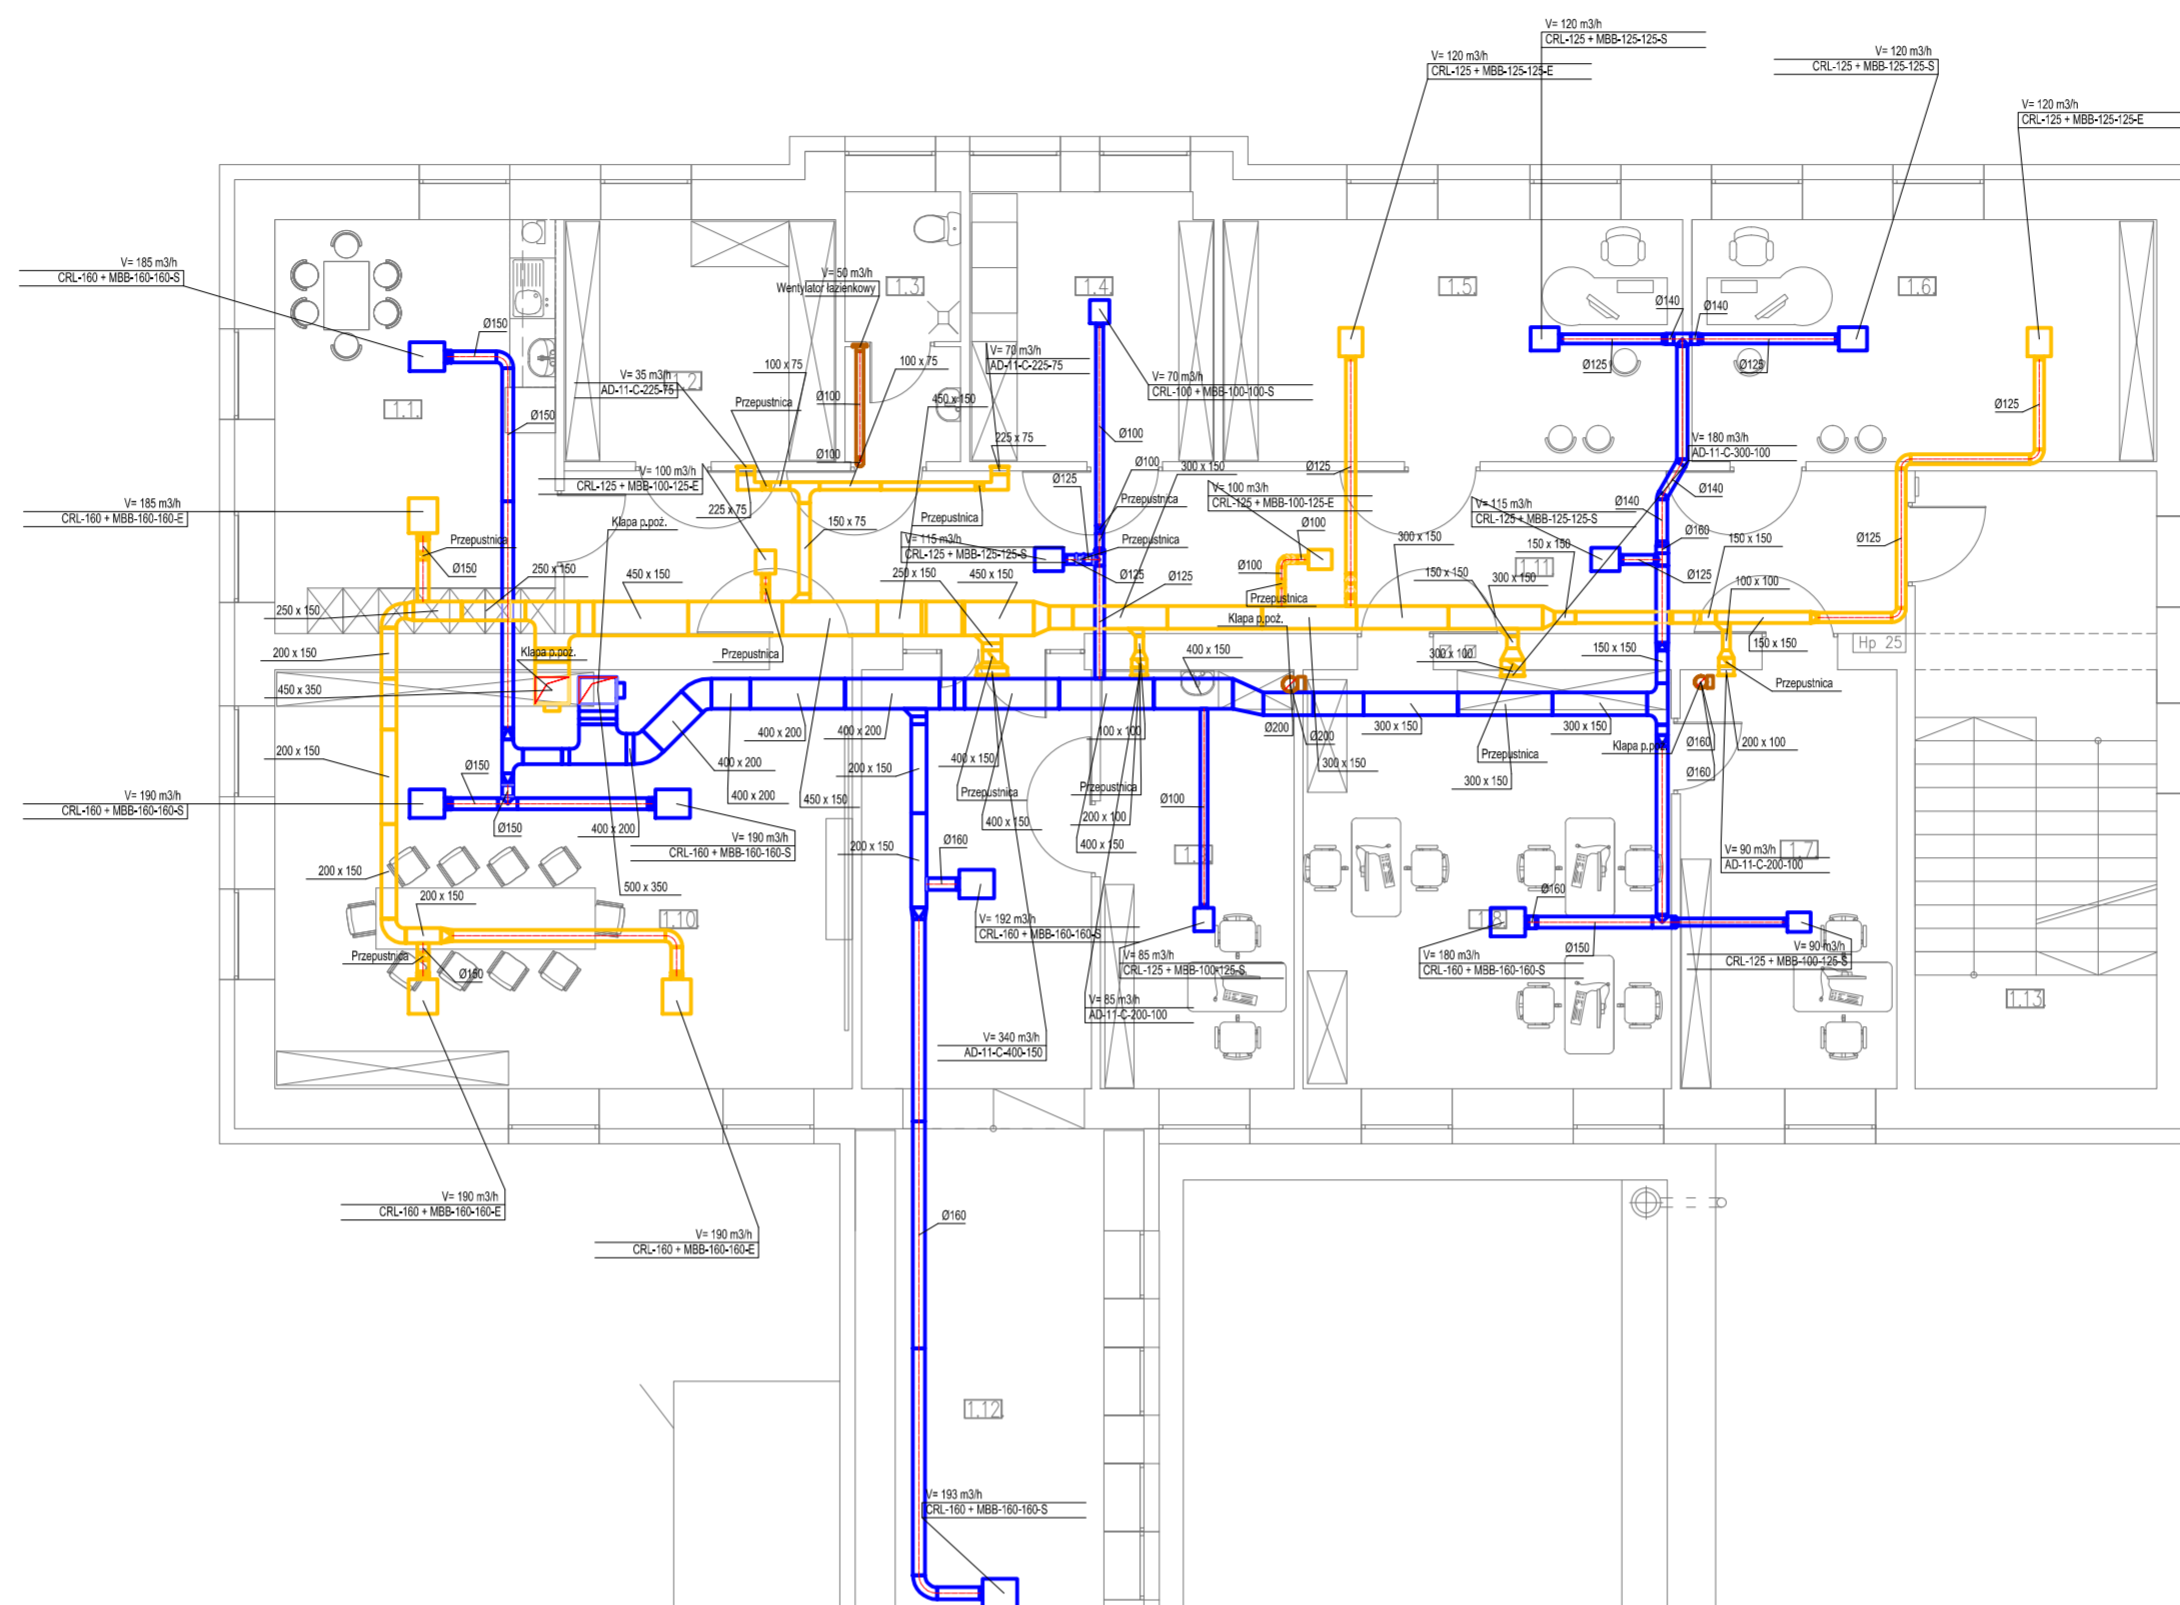 V= 120 m3/h
CRL-125 + MBB-125-125-S
V= 120 m3/h
CRL-125 + MBB-125-125-E
V= 120 m3/h
CRL-125 + MBB-125-125-S
V= 120 m3/h
CRL-125 + MBB-125-125-E
V= 185 m3/h
CRL-160 + MBB-160-160-S
V= 50 m3/h
Wentylator łazienkowy
1.3.
1.4.
1.5.
1.6.
Ø150
Ø140
Ø140
V= 70 m3/h
AD-11-C-225-75
100 x 75
100 x 75
V= 35 m3/h
AD-11-C-225-75
1.2
V= 70 m3/h
CRL-100 + MBB-100-100-S
Ø125
Ø125
Ø125
1.1.
Ø150
Przepustnica
Ø100
450 x 150
Ø100
225 x 75
V= 180 m3/h
AD-11-C-300-100
Ø100
V= 100 m3/h
CRL-125 + MBB-100-125-E
Ø125
Ø100
300 x 150
Ø125
V= 100 m3/h
CRL-125 + MBB-100-125-E
Ø140
V= 185 m3/h
CRL-160 + MBB-160-160-E
225 x 75
Przepustnica
Przepustnica
V= 115 m3/h
CRL-125 + MBB-125-125-S
Ø140
Klapa p.poż.
150 x 75
Przepustnica
V= 115 m3/h
CRL-125 + MBB-125-125-S
Ø100
Ø100
300 x 150
150 x 150
Ø160
150 x 150
Ø125
Przepustnica
Ø150
250 x 150
450 x 150
250 x 150
450 x 150
Ø125
Ø125
Przepustnica
150 x 150
300 x 150
1.11
Ø125
100 x 100
250 x 150
Klapa p.poż.
200 x 150
Klapa p.poż.
Przepustnica
400 x 150
300 x 100
150 x 150
150 x 150
Hp 25
450 x 350
Przepustnica
200 x 150
400 x 200
400 x 200
400 x 200
100 x 100
Ø200
Ø200
300 x 150
300 x 150
Klapa p.poż.
Ø160
200 x 100
Ø150
200 x 150
400 x 150
Przepustnica
300 x 150
Przepustnica
300 x 150
Ø160
V= 190 m3/h
CRL-160 + MBB-160-160-S
400 x 200
450 x 150
Przepustnica
Przepustnica
Ø100
Ø150
400 x 200
400 x 150
200 x 100
V= 190 m3/h
CRL-160 + MBB-160-160-S
200 x 150
Ø160
400 x 150
1.7.
V= 90 m3/h
AD-11-C-200-100
200 x 150
200 x 150
500 x 350
Ø160
1.10
V= 192 m3/h
CRL-160 + MBB-160-160-S
1.8.
Przepustnica
Ø150
V= 85 m3/h
CRL-125 + MBB-100-125-S
V= 180 m3/h
CRL-160 + MBB-160-160-S
Ø150
V= 90 m3/h
CRL-125 + MBB-100-125-S
V= 85 m3/h
AD-11-C-200-100
1.13.
V= 340 m3/h
AD-11-C-400-150
V= 190 m3/h
CRL-160 + MBB-160-160-E
Ø160
V= 190 m3/h
CRL-160 + MBB-160-160-E
1.12.
V= 193 m3/h
CRL-160 + MBB-160-160-S